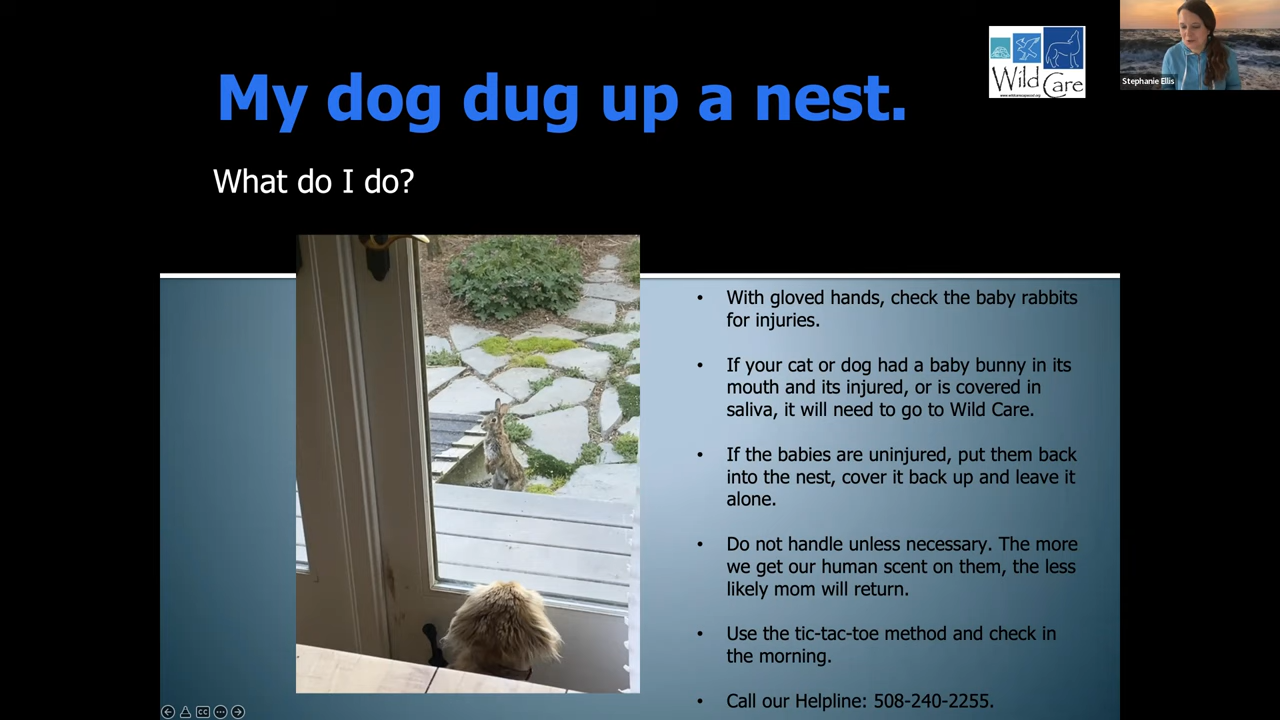 My dog dug up a nest.
What do I do?
Wild Care
www.wildcarecapecod.org
Stephanie Ellis
• With gloved hands, check the baby rabbits
for injuries.
• If your cat or dog had a baby bunny in its
mouth and its injured, or is covered in
saliva, it will need to go to Wild Care.
• If the babies are uninjured, put them back
into the nest, cover it back up and leave it
alone.
• Do not handle unless necessary. The more
we get our human scent on them, the less
likely mom will return.
• Use the tic-tac-toe method and check in
the morning.
• Call our Helpline: 508-240-2255.
CC